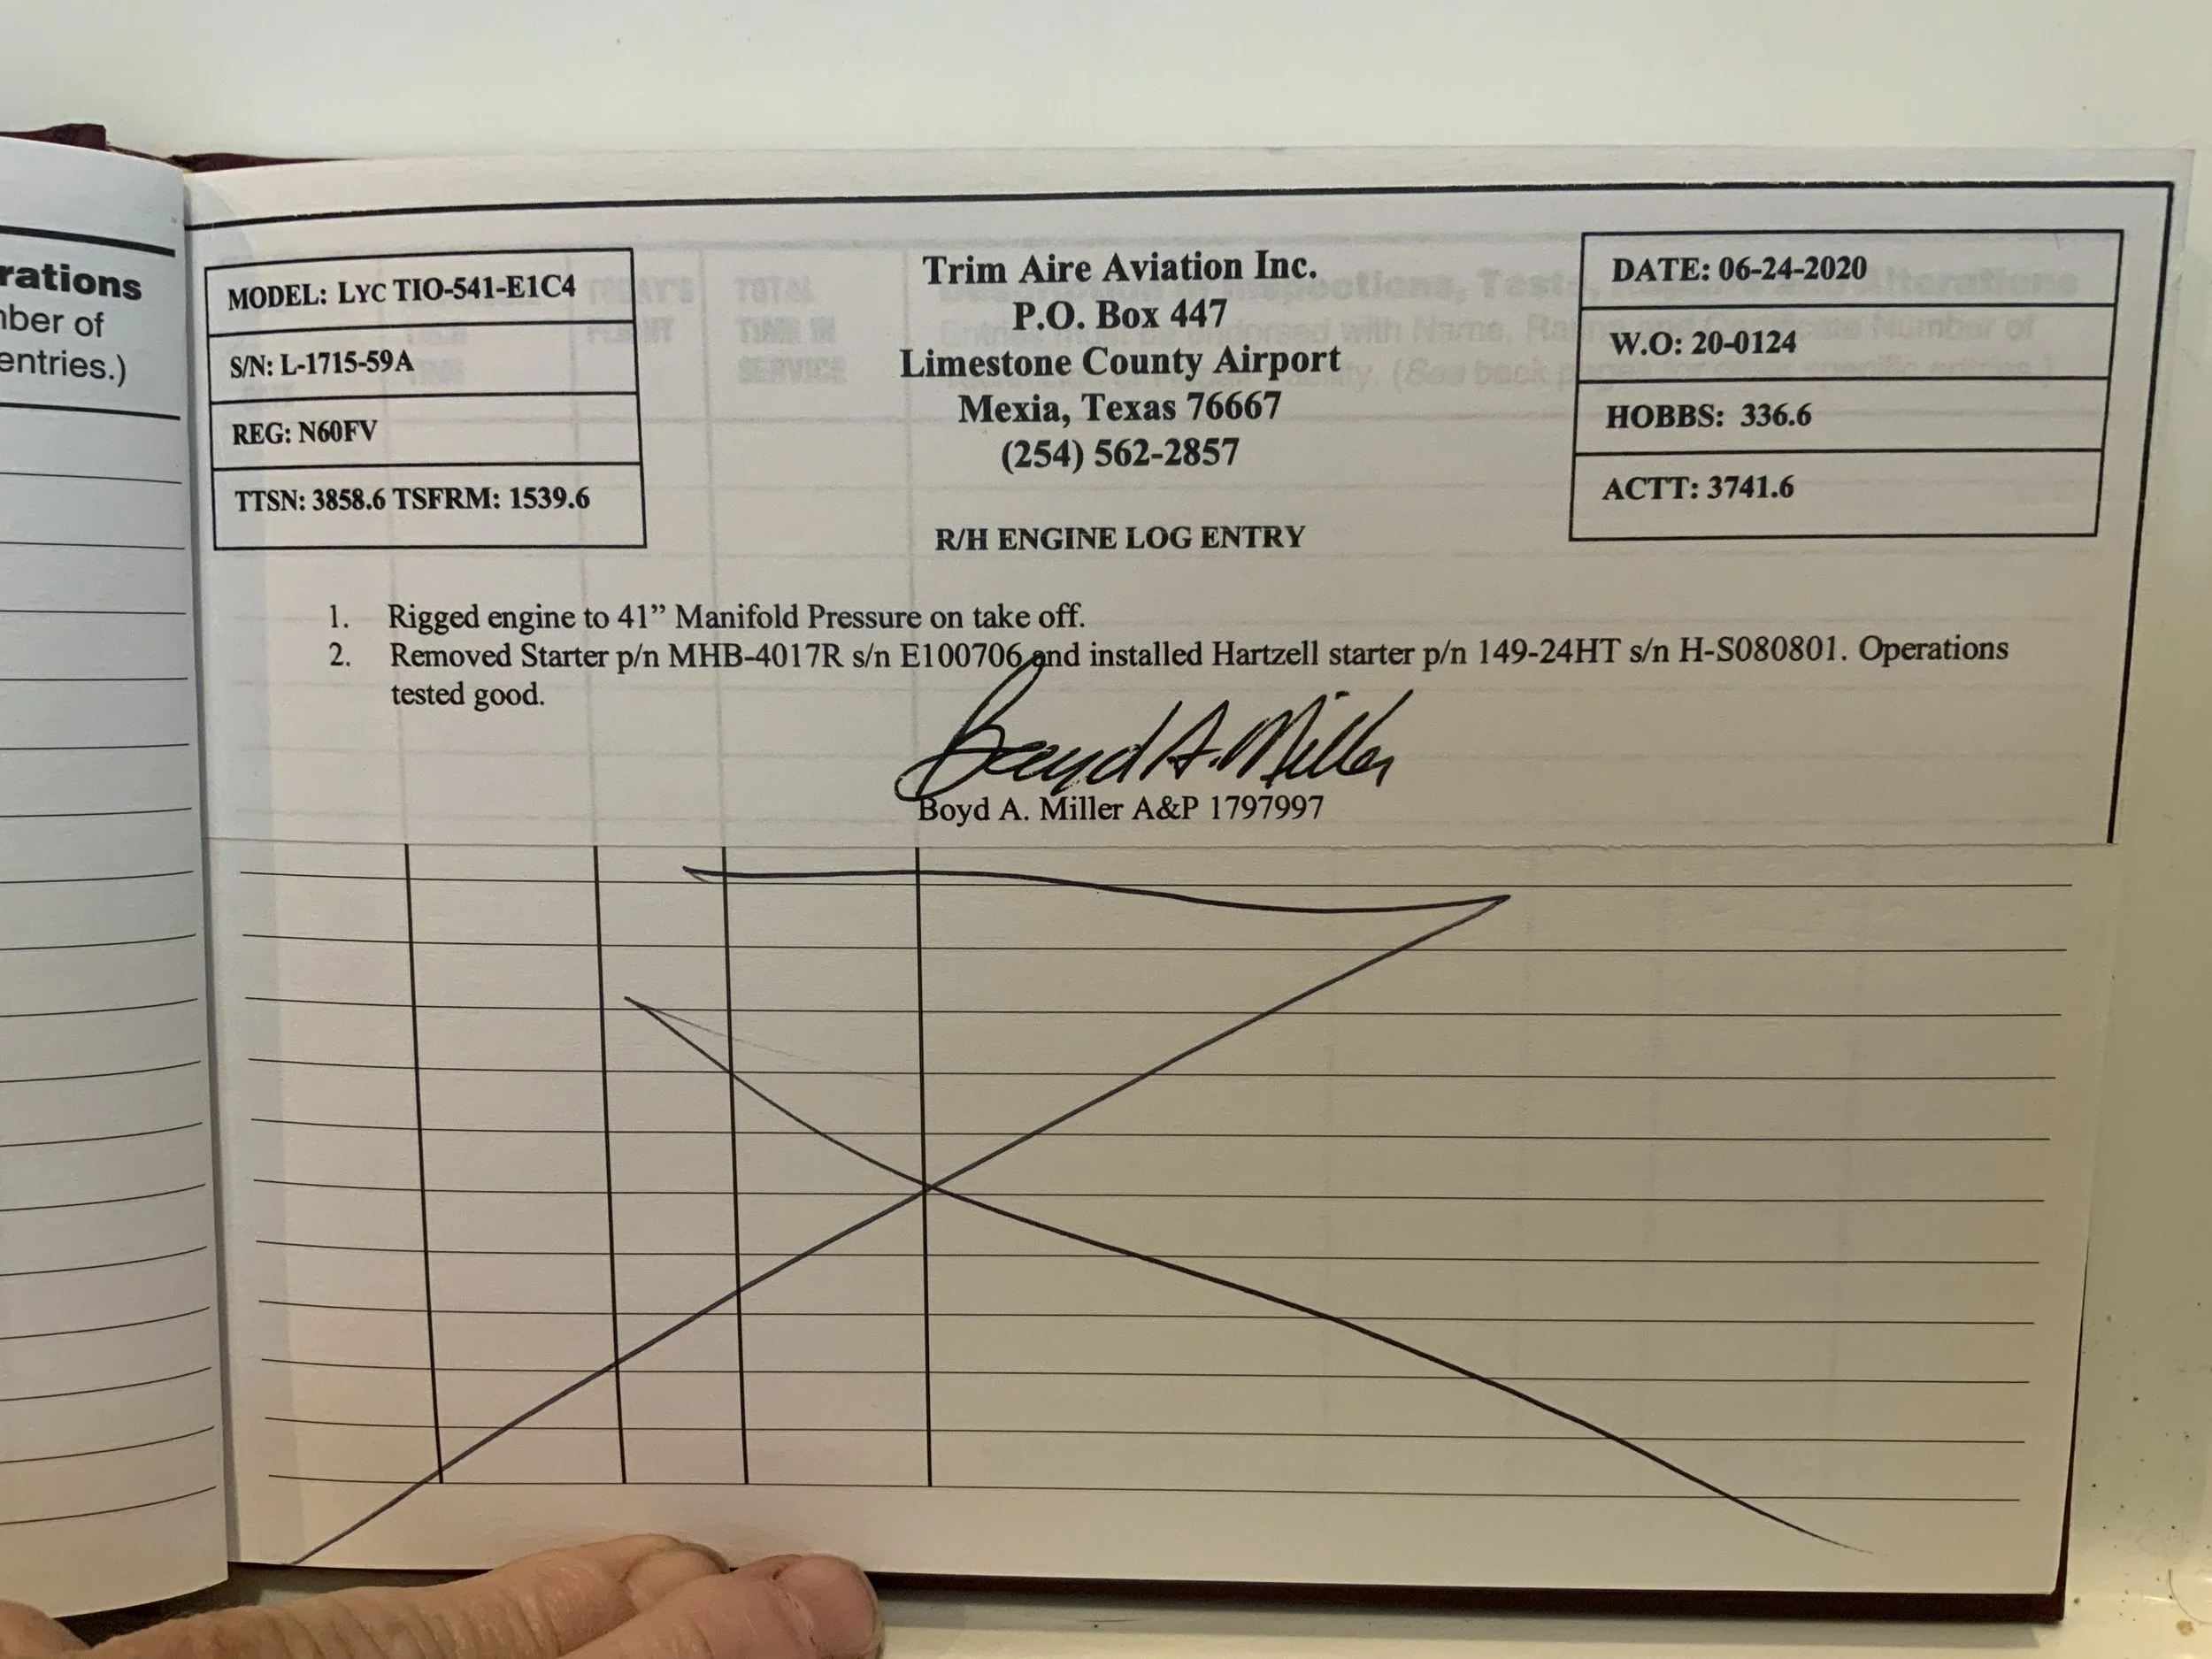 rations
nber of
entries.)
MODEL: LYC TIO-541-E1C4
S/N: L-1715-59A
REG: N60FV
TTSN: 3858.6 TSFRM: 1539.6
Trim Aire Aviation Inc.
P.O. Box 447
Limestone County Airport
Mexia, Texas 76667
(254) 562-2857
R/H ENGINE LOG ENTRY
DATE: 06-24-2020
W.O: 20-0124
HOBBS: 336.6
ACTT: 3741.6
1. Rigged engine to 41” Manifold Pressure on take off.
2. Removed Starter p/n MHB-4017R s/n E100706 and installed Hartzell starter p/n 149-24HT s/n H-S080801. Operations
tested good.
Boyd A. Miller
Boyd A. Miller A&P 1797997